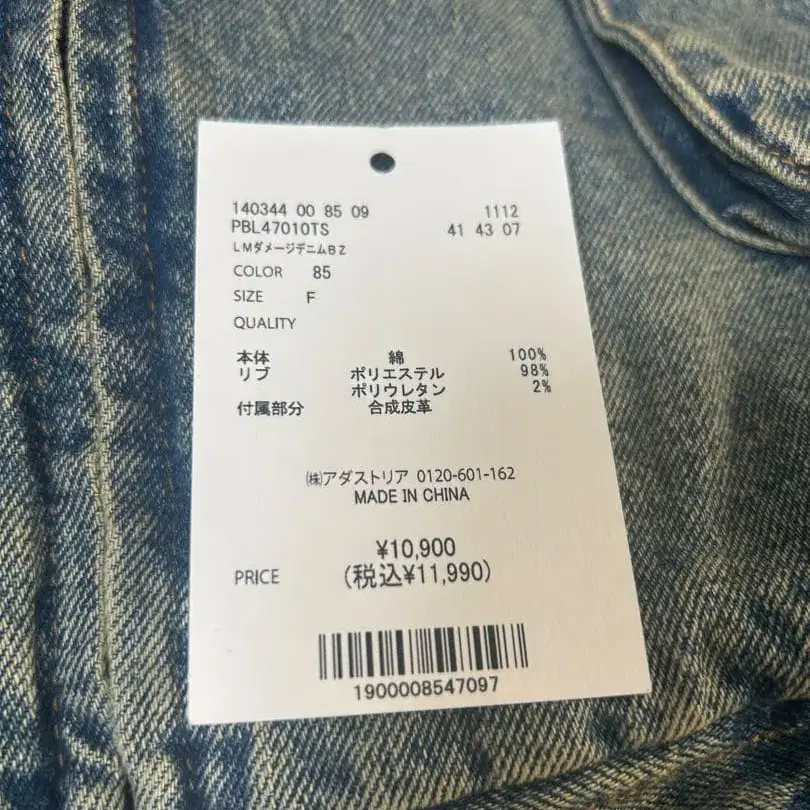 140344 00 85 09 1112
PBL47010TS 41 43 07
LMダメージデニムBZ
COLOR 85
SIZE F
QUALITY
本体 綿 100%
リブ ポリエステル 98%
ポリウレタン 2%
付属部分 合成皮革
㈱アダストリア 0120-601-162
MADE IN CHINA
¥10,900
PRICE (税込¥11,990)
1900008547097